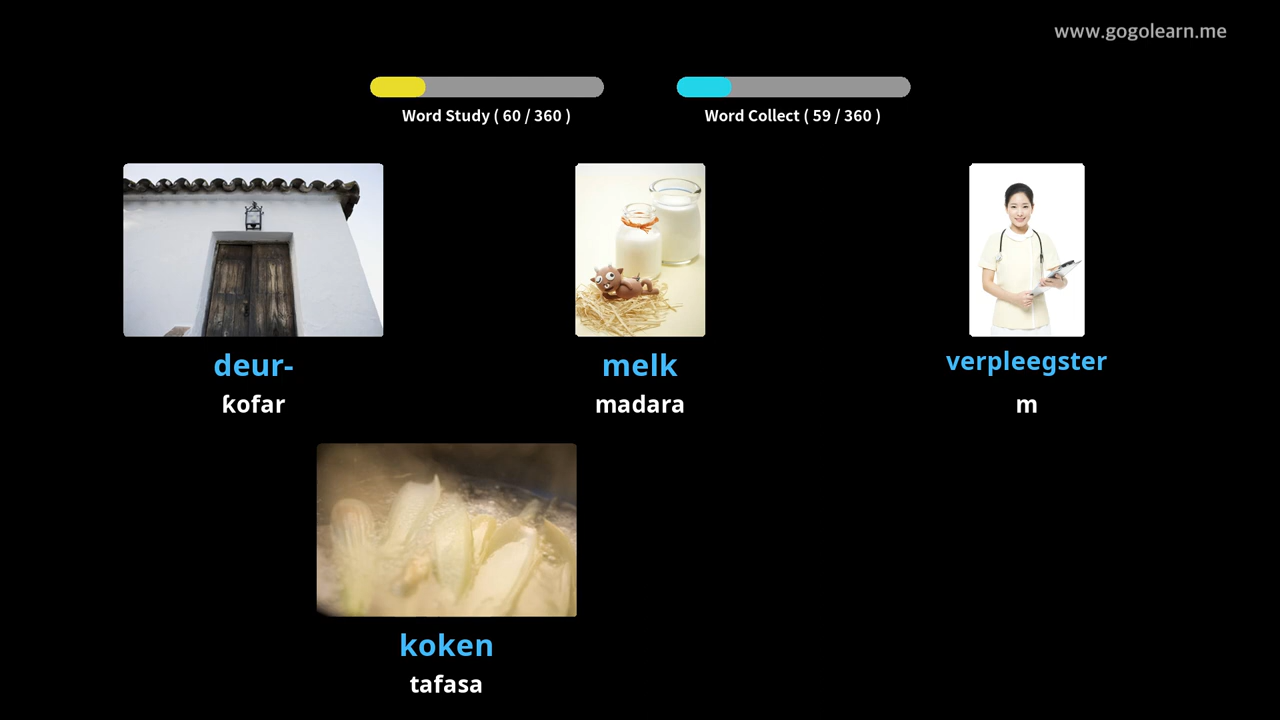 www.gogolearn.me
Word Study ( 60 / 360 )
Word Collect ( 59 / 360 )
deur-
ƙofar
melk
madara
verpleegster
m
koken
tafasa